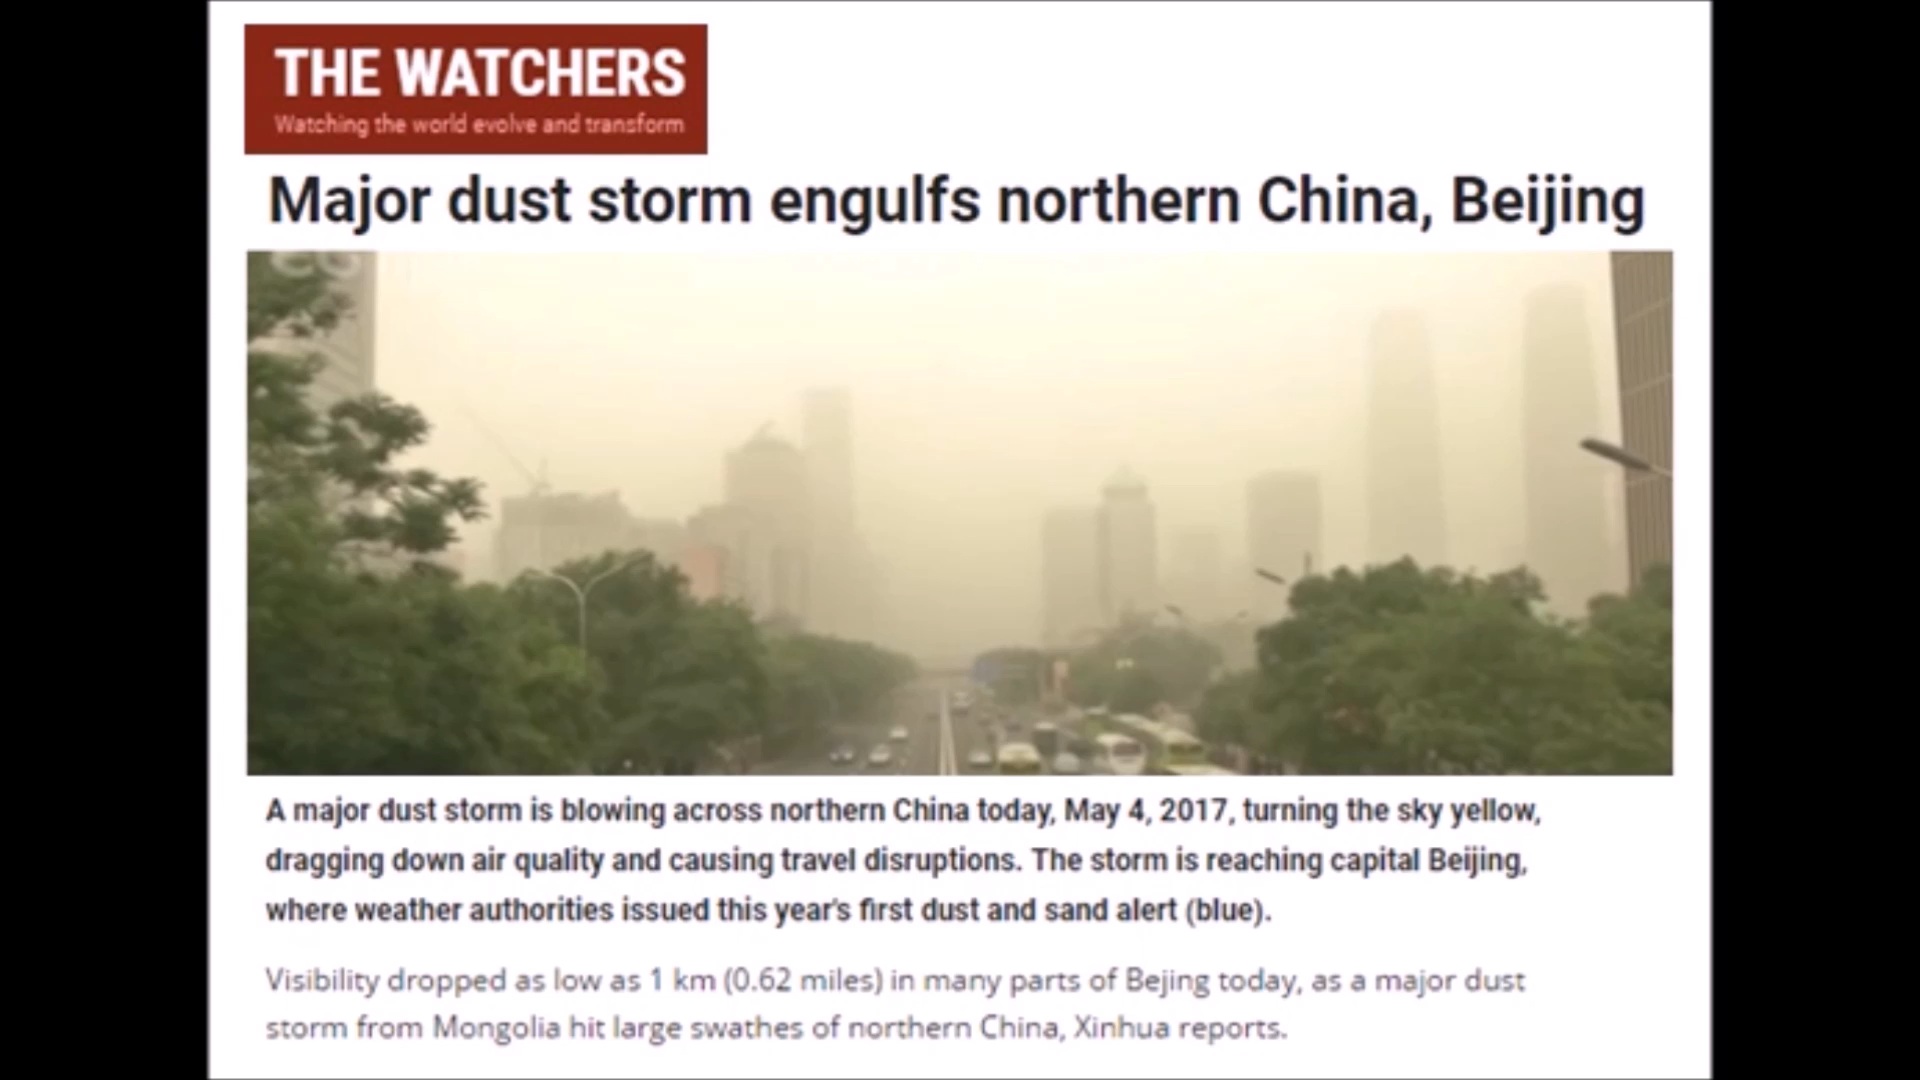 THE WATCHERS
Watching the world evolve and transform
Major dust storm engulfs northern China, Beijing
A major dust storm is blowing across northern China today, May 4, 2017, turning the sky yellow,
dragging down air quality and causing travel disruptions. The storm is reaching capital Beijing,
where weather authorities issued this year's first dust and sand alert (blue).
Visibility dropped as low as 1 km (0.62 miles) in many parts of Bejing today, as a major dust
storm from Mongolia hit large swathes of northern China, Xinhua reports.